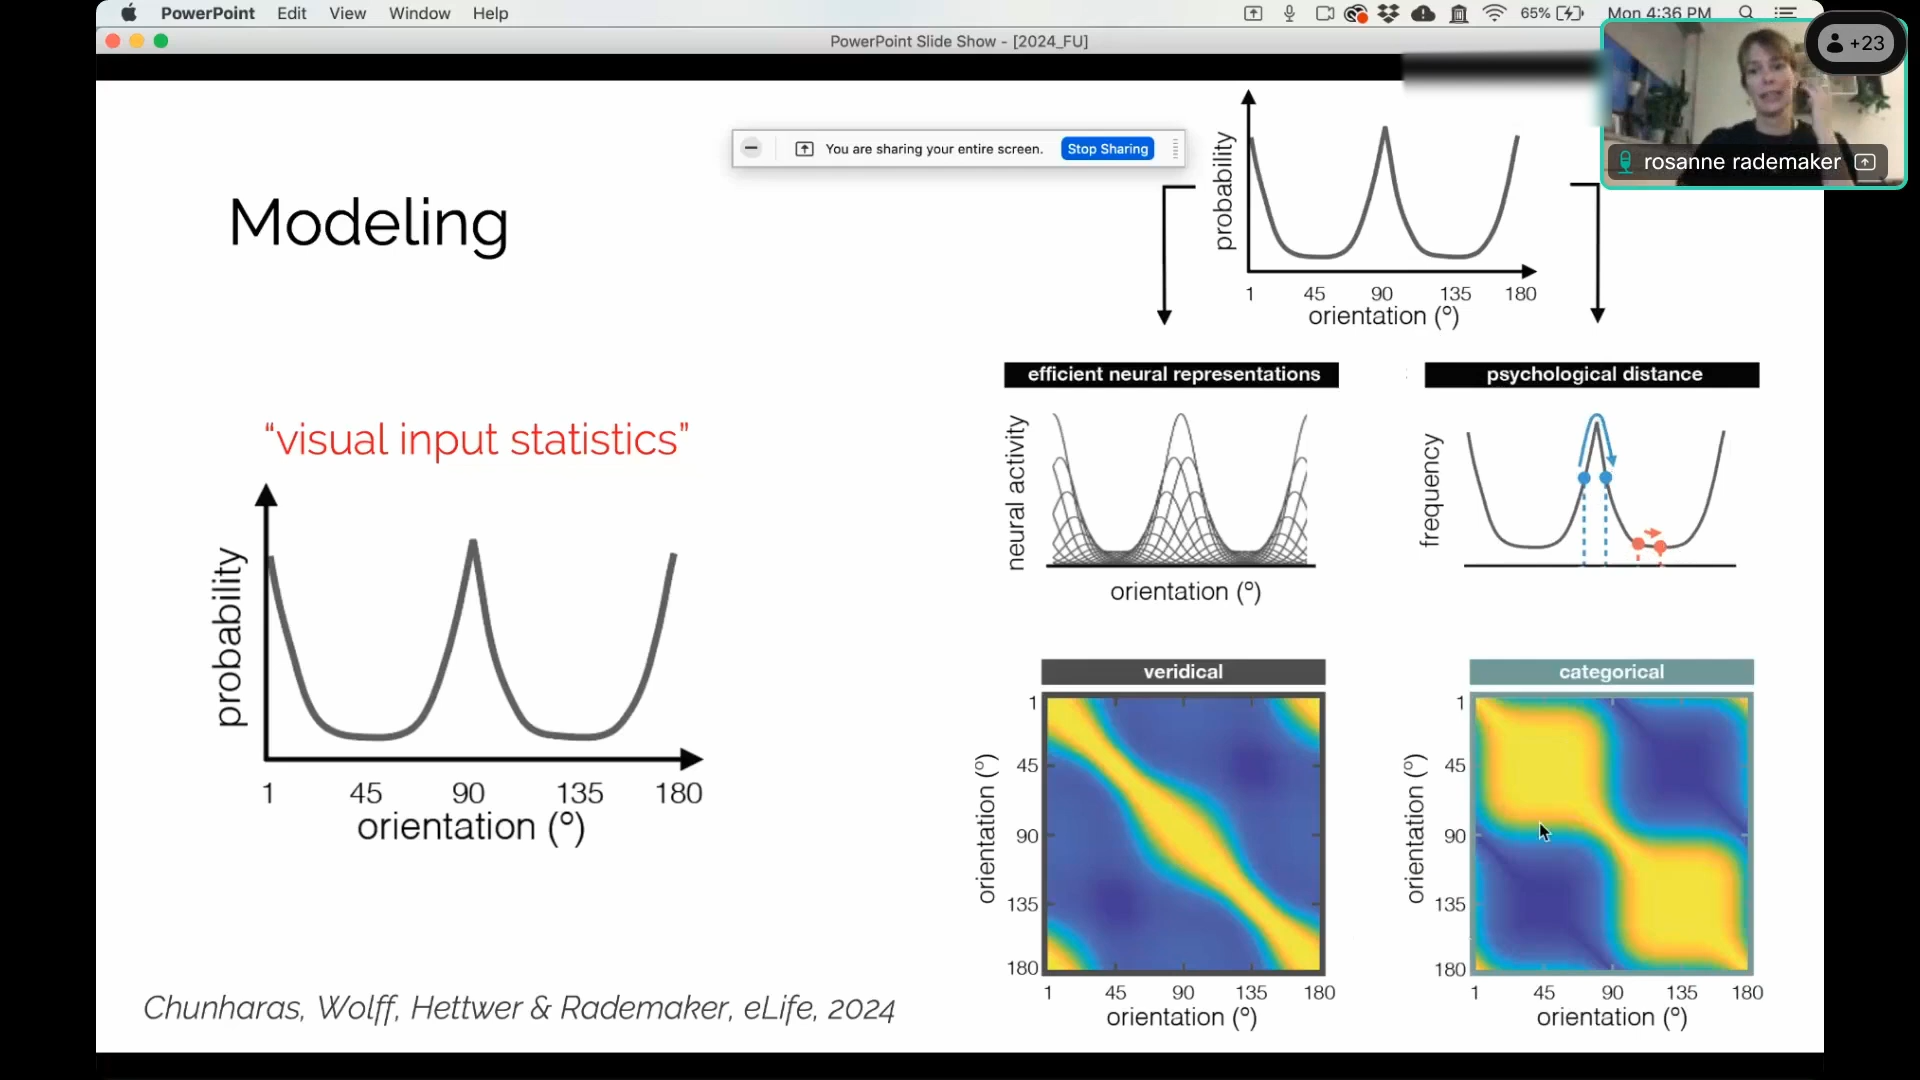 PowerPoint Edit View Window Help
65% Mon 4:36 PM
PowerPoint Slide Show - [2024_FU]
+23
rosanne rademaker
You are sharing your entire screen. Stop Sharing
Modeling
“visual input statistics”
probability
1 45 90 135 180
orientation (º)
Chunharas, Wolff, Hettwer & Rademaker, eLife, 2024
probability
1 45 90 135 180
orientation (º)
efficient neural representations
neural activity
orientation (º)
psychological distance
frequency
veridical
orientation (º)
1
45
90
135
180
1 45 90 135 180
orientation (º)
categorical
orientation (º)
1
45
90
135
180
1 45 90 135 180
orientation (º)